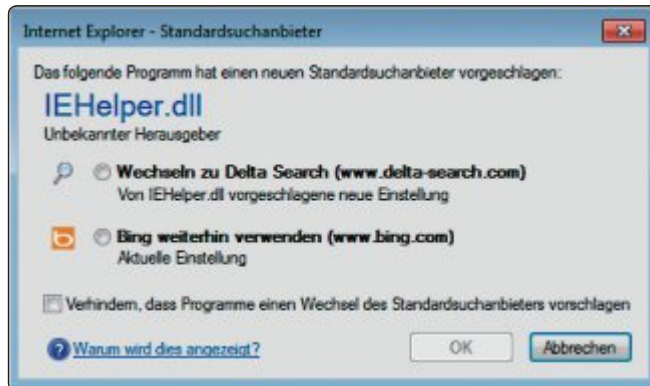 Internet Explorer - Standardsuchanbieter
Das folgende Programm hat einen neuen Standardsuchanbieter vorgeschlagen:
IEHelper.dll
Unbekannter Herausgeber
Wechseln zu Delta Search (www.delta-search.com)
Von IEHelper.dll vorgeschlagene neue Einstellung
Bing weiterhin verwenden (www.bing.com)
Aktuelle Einstellung
Verhindern, dass Programme einen Wechsel des Standardsuchanbieters vorschlagen
Warum wird dies angezeigt?
OK
Abbrechen